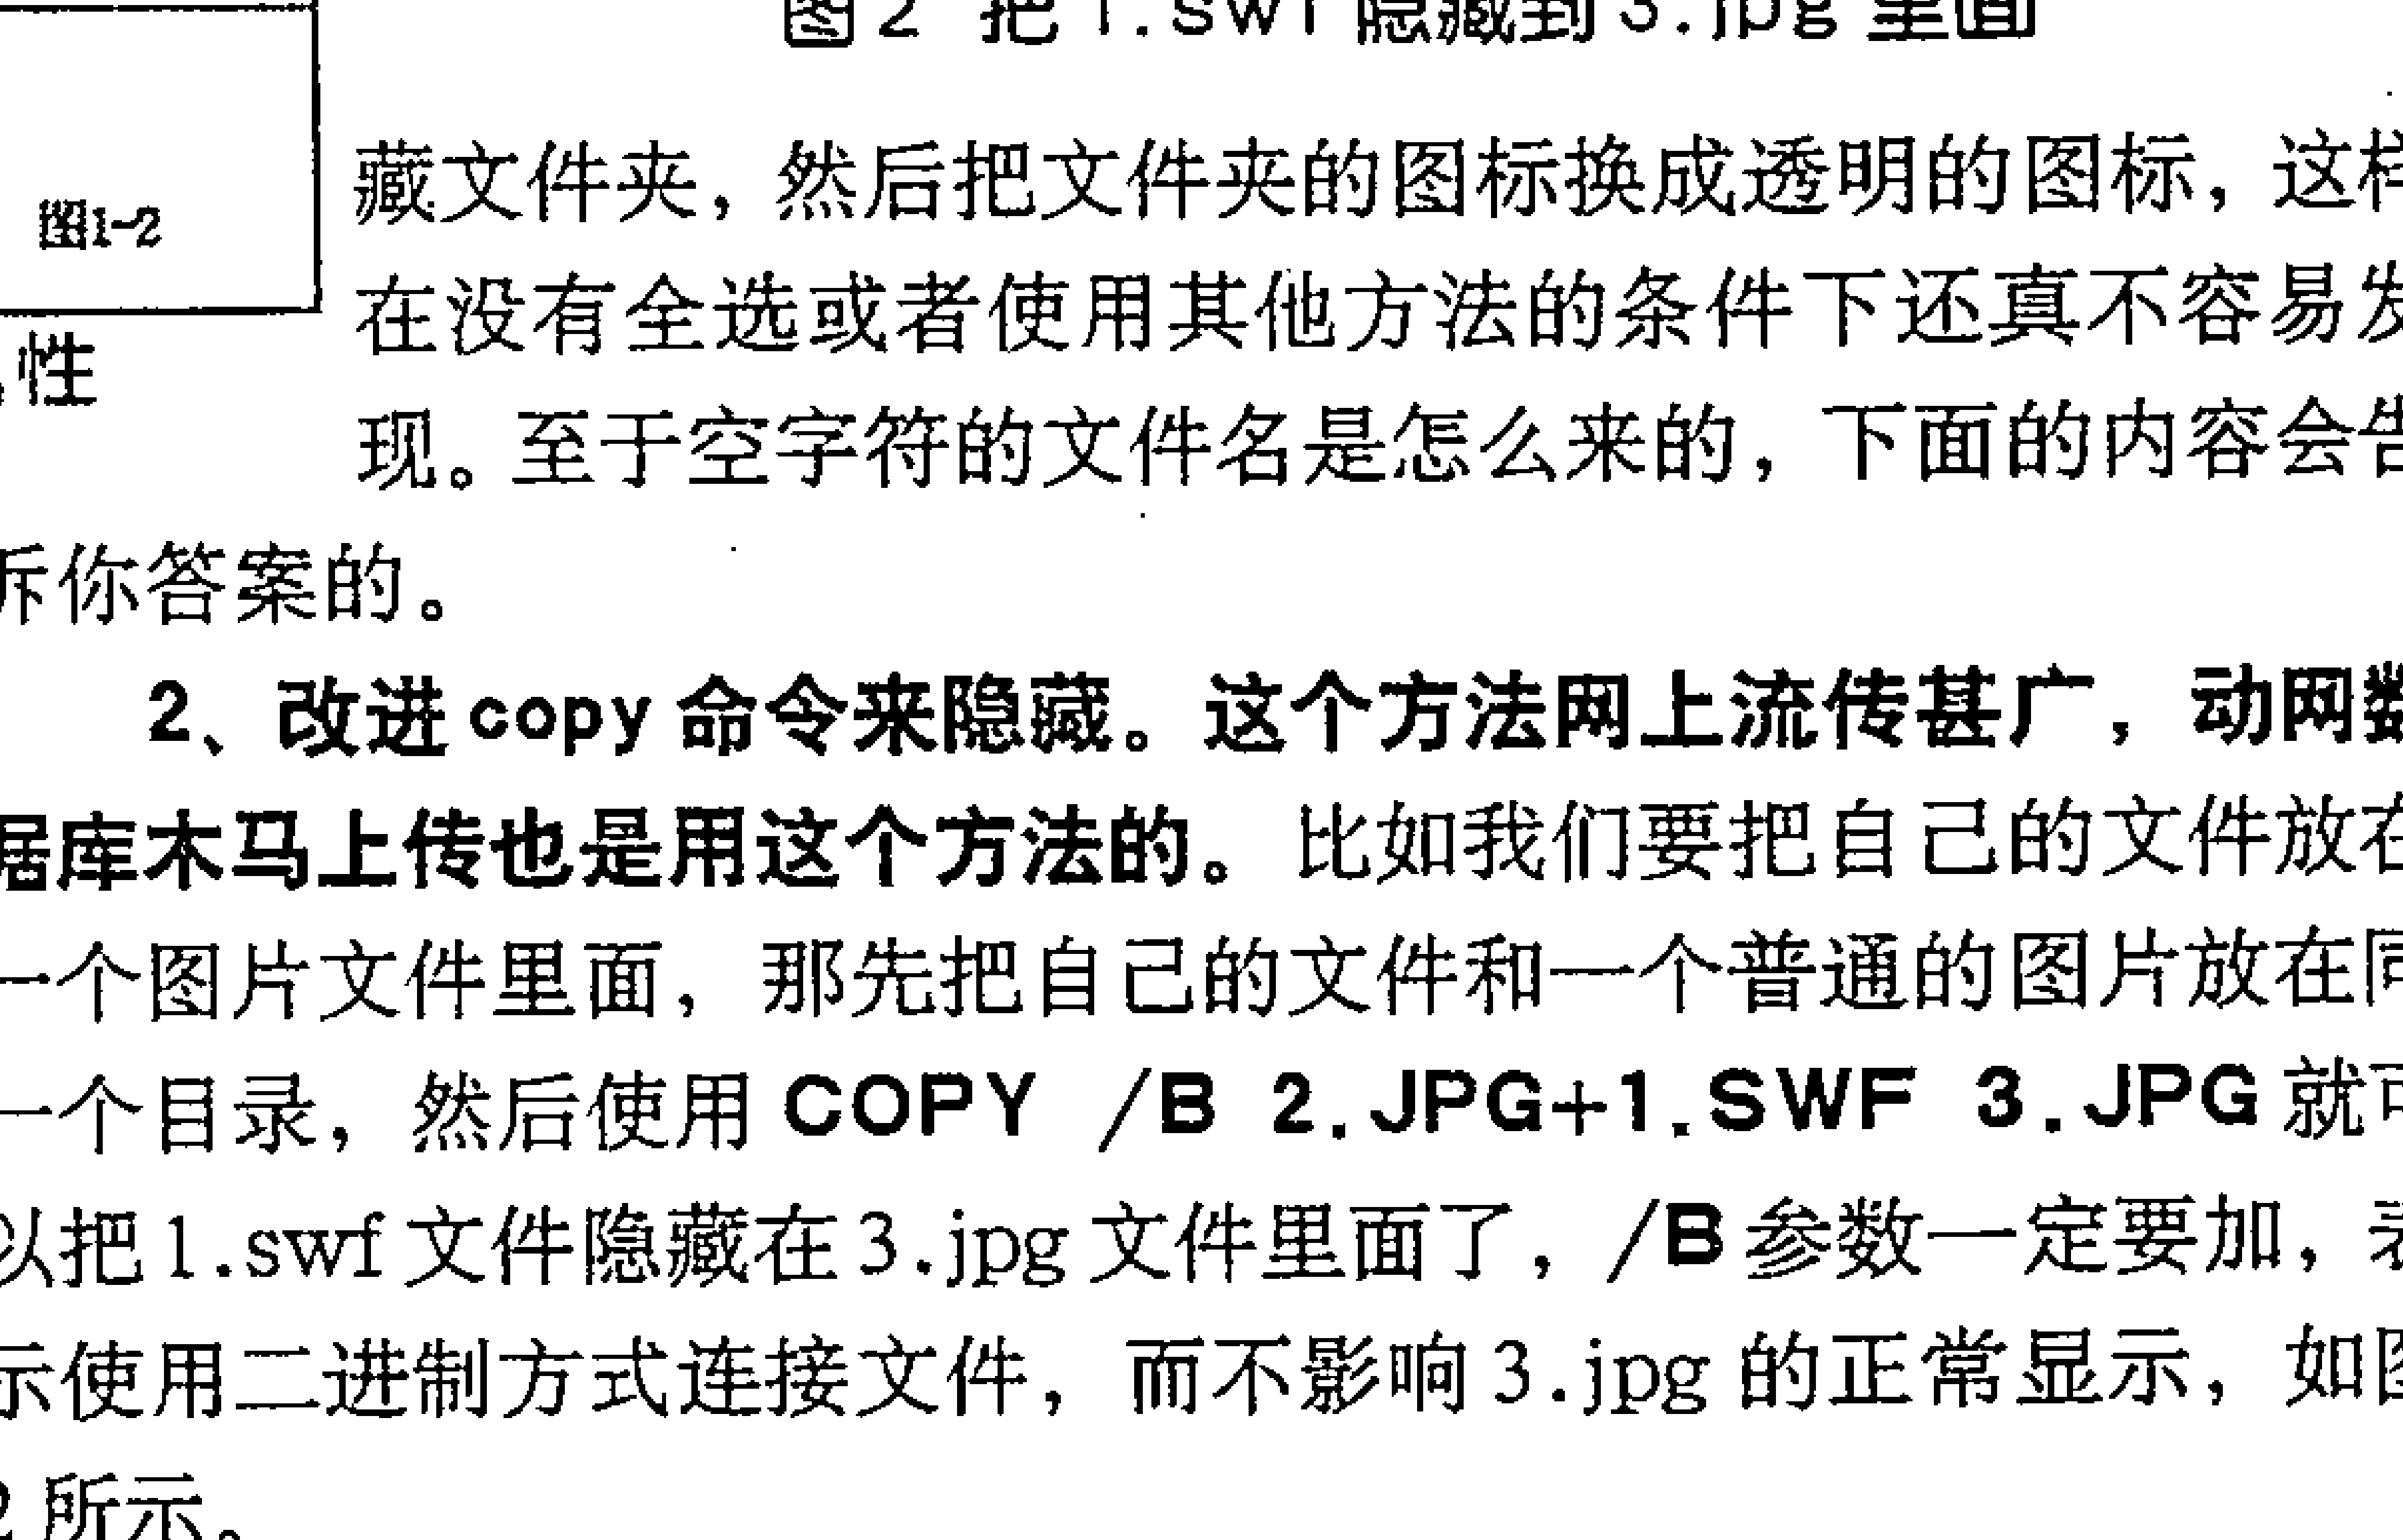 图2 把1.swf隐藏到3.jpg里面
图1-2
性
藏文件夹，然后把文件夹的图标换成透明的图标，这样
在没有全选或者使用其他方法的条件下还真不容易发
现。至于空字符的文件名是怎么来的，下面的内容会告
诉你答案的。
2、改进copy命令来隐藏。这个方法网上流传甚广，动网数
据库木马上传也是用这个方法的。比如我们要把自己的文件放在
一个图片文件里面，那先把自己的文件和一个普通的图片放在同
一个目录，然后使用COPY /B 2.JPG+1.SWF 3.JPG就可
以把1.swf文件隐藏在3.jpg文件里面了，/B参数一定要加，表
示使用二进制方式连接文件，而不影响3.jpg的正常显示，如图
2所示。